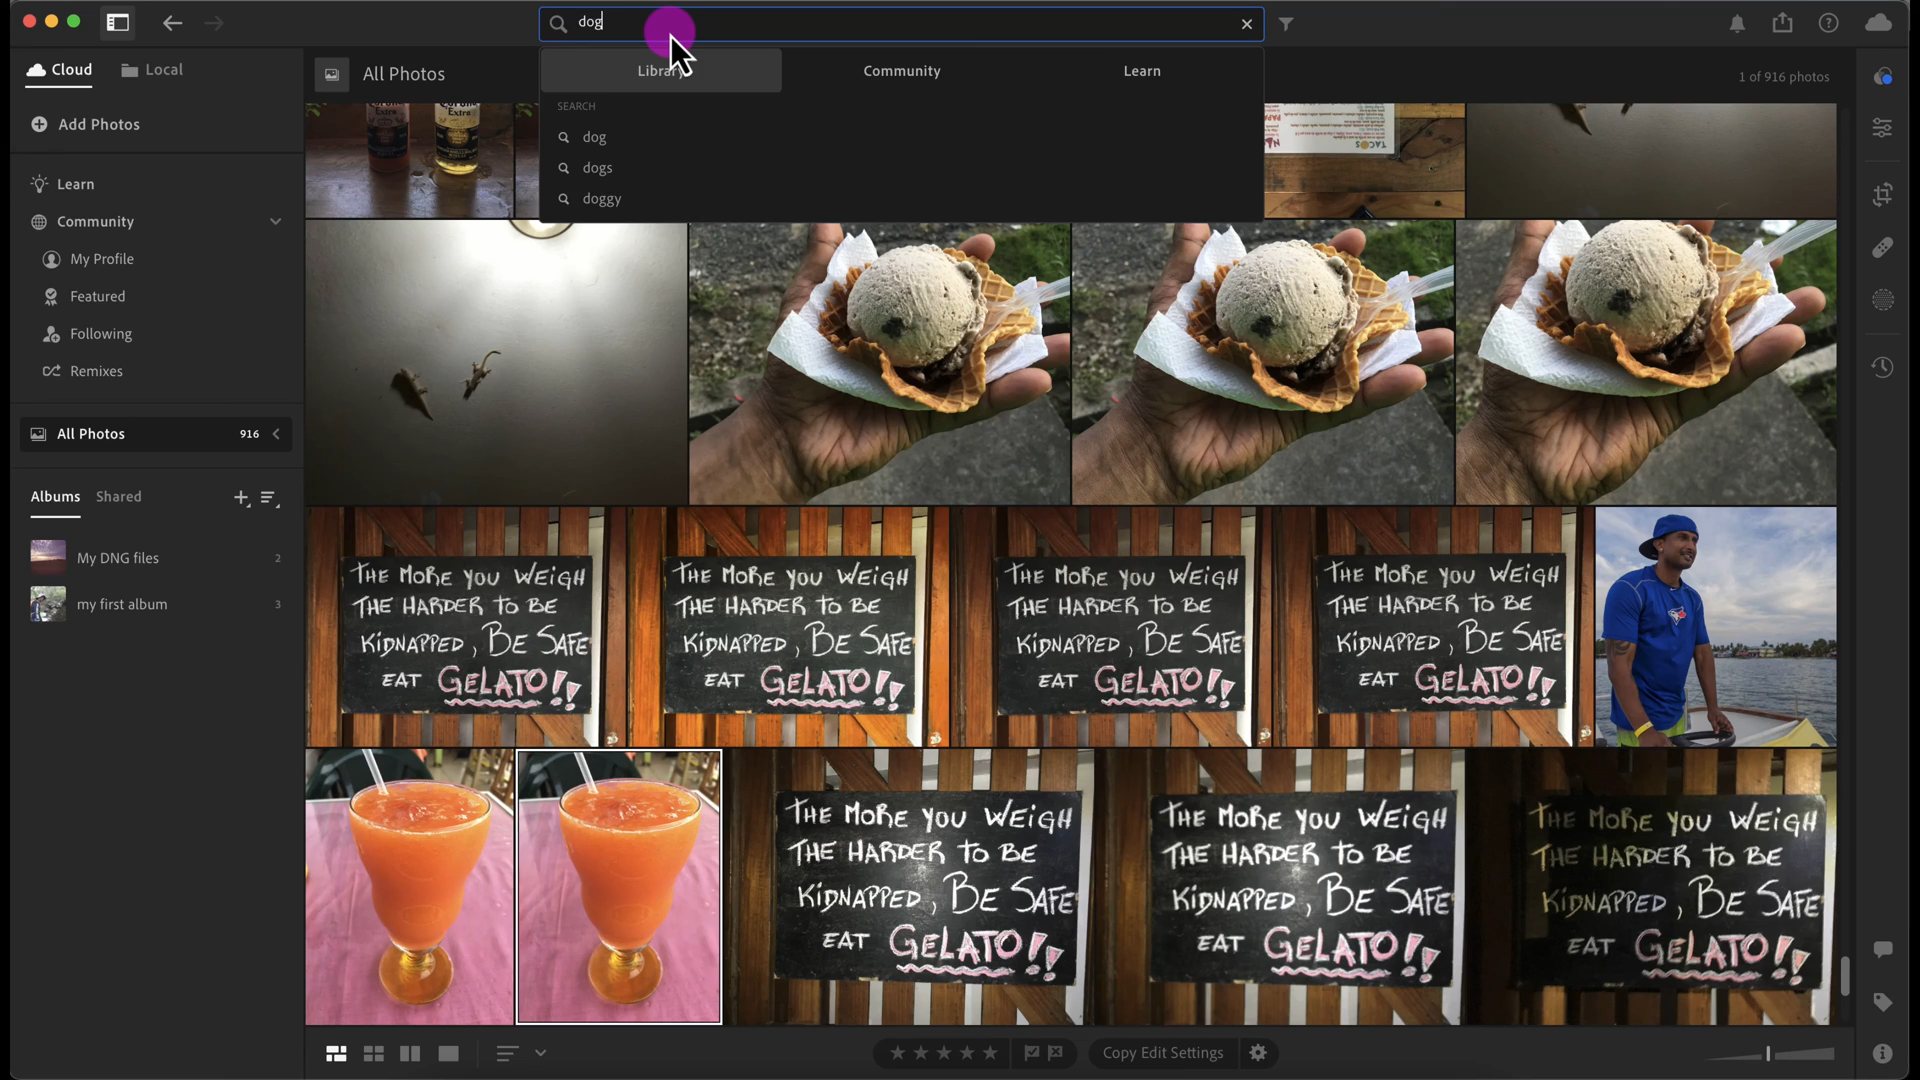 dog
Cloud
Local
All Photos
Library
Community
Learn
1 of 916 photos
SEARCH
dog
dogs
doggy
Add Photos
Learn
Community
My Profile
Featured
Following
Remixes
All Photos 916
Albums Shared
My DNG files 2
my first album 3
Extra
Extra
TACOS
THE MORE YOU WEIGH
THE HARDER TO BE
KIDNAPPED, BE SAFE
EAT GELATO!!
THE MORE YOU WEIGH
THE HARDER TO BE
KIDNAPPED, BE SAFE
EAT GELATO!!
THE MORE YOU WEIGH
THE HARDER TO BE
KIDNAPPED, BE SAFE
EAT GELATO!!
THE MORE YOU WEIGH
THE HARDER TO BE
KIDNAPPED, BE SAFE
EAT GELATO!!
THE MORE YOU WEIGH
THE HARDER TO BE
KIDNAPPED, BE SAFE
EAT GELATO!!
THE MORE YOU WEIGH
THE HARDER TO BE
KIDNAPPED, BE SAFE
EAT GELATO!!
THE MORE YOU WEIGH
THE HARDER TO BE
KIDNAPPED, BE SAFE
EAT GELATO!!
Copy Edit Settings